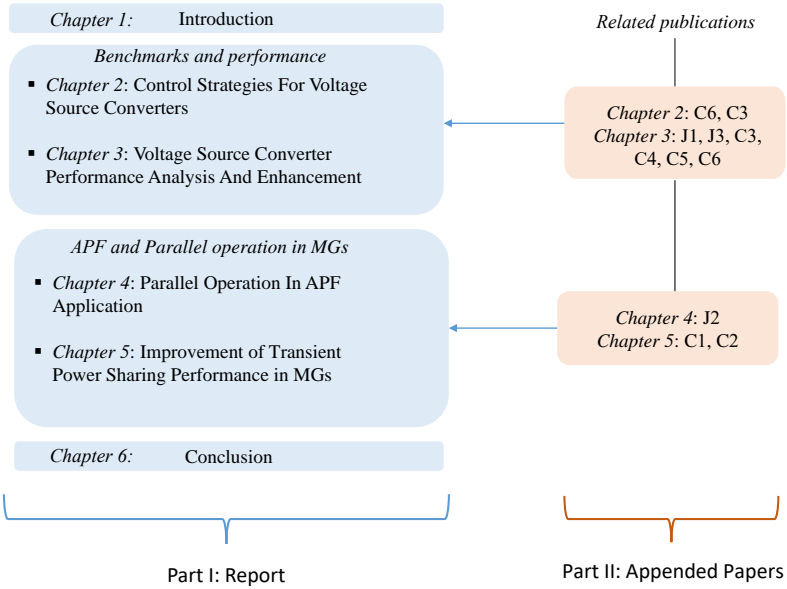 Chapter 1: Introduction
Benchmarks and performance
▪ Chapter 2: Control Strategies For Voltage
Source Converters
▪ Chapter 3: Voltage Source Converter
Performance Analysis And Enhancement
APF and Parallel operation in MGs
▪ Chapter 4: Parallel Operation In APF
Application
▪ Chapter 5: Improvement of Transient
Power Sharing Performance in MGs
Chapter 6: Conclusion
Part I: Report
Related publications
Chapter 2: C6, C3
Chapter 3: J1, J3, C3,
C4, C5, C6
Chapter 4: J2
Chapter 5: C1, C2
Part II: Appended Papers